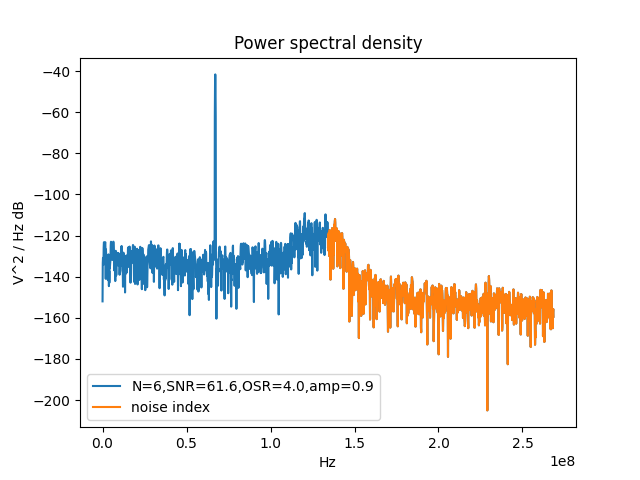 Power spectral density
V^2 / Hz dB
−40
−60
−80
−100
−120
−140
−160
−180
−200
N=6,SNR=61.6,OSR=4.0,amp=0.9
noise index
0.0 0.5 1.0 1.5 2.0 2.5
1e8
Hz